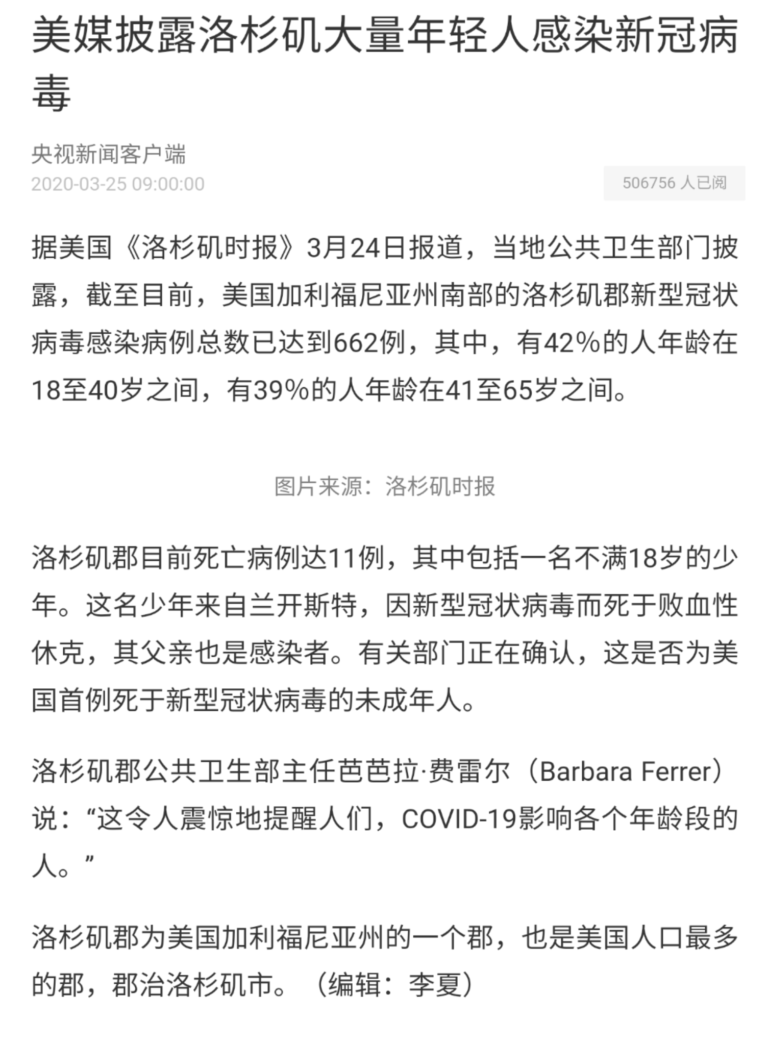 美媒披露洛杉矶大量年轻人感染新冠病
毒
央视新闻客户端
2020-03-25 09:00:00
506756 人已阅
据美国《洛杉矶时报》3月24日报道，当地公共卫生部门披
露，截至目前，美国加利福尼亚州南部的洛杉矶郡新型冠状
病毒感染病例总数已达到662例，其中，有42%的人年龄在
18至40岁之间，有39%的人年龄在41至65岁之间。
图片来源：洛杉矶时报
洛杉矶郡目前死亡病例达11例，其中包括一名不满18岁的少
年。这名少年来自兰开斯特，因新型冠状病毒而死于败血性
休克，其父亲也是感染者。有关部门正在确认，这是否为美
国首例死于新型冠状病毒的未成年人。
洛杉矶郡公共卫生部主任芭芭拉·费雷尔（Barbara Ferrer）
说：“这令人震惊地提醒人们，COVID-19影响各个年龄段的
人。”
洛杉矶郡为美国加利福尼亚州的一个郡，也是美国人口最多
的郡，郡治洛杉矶市。（编辑：李夏）